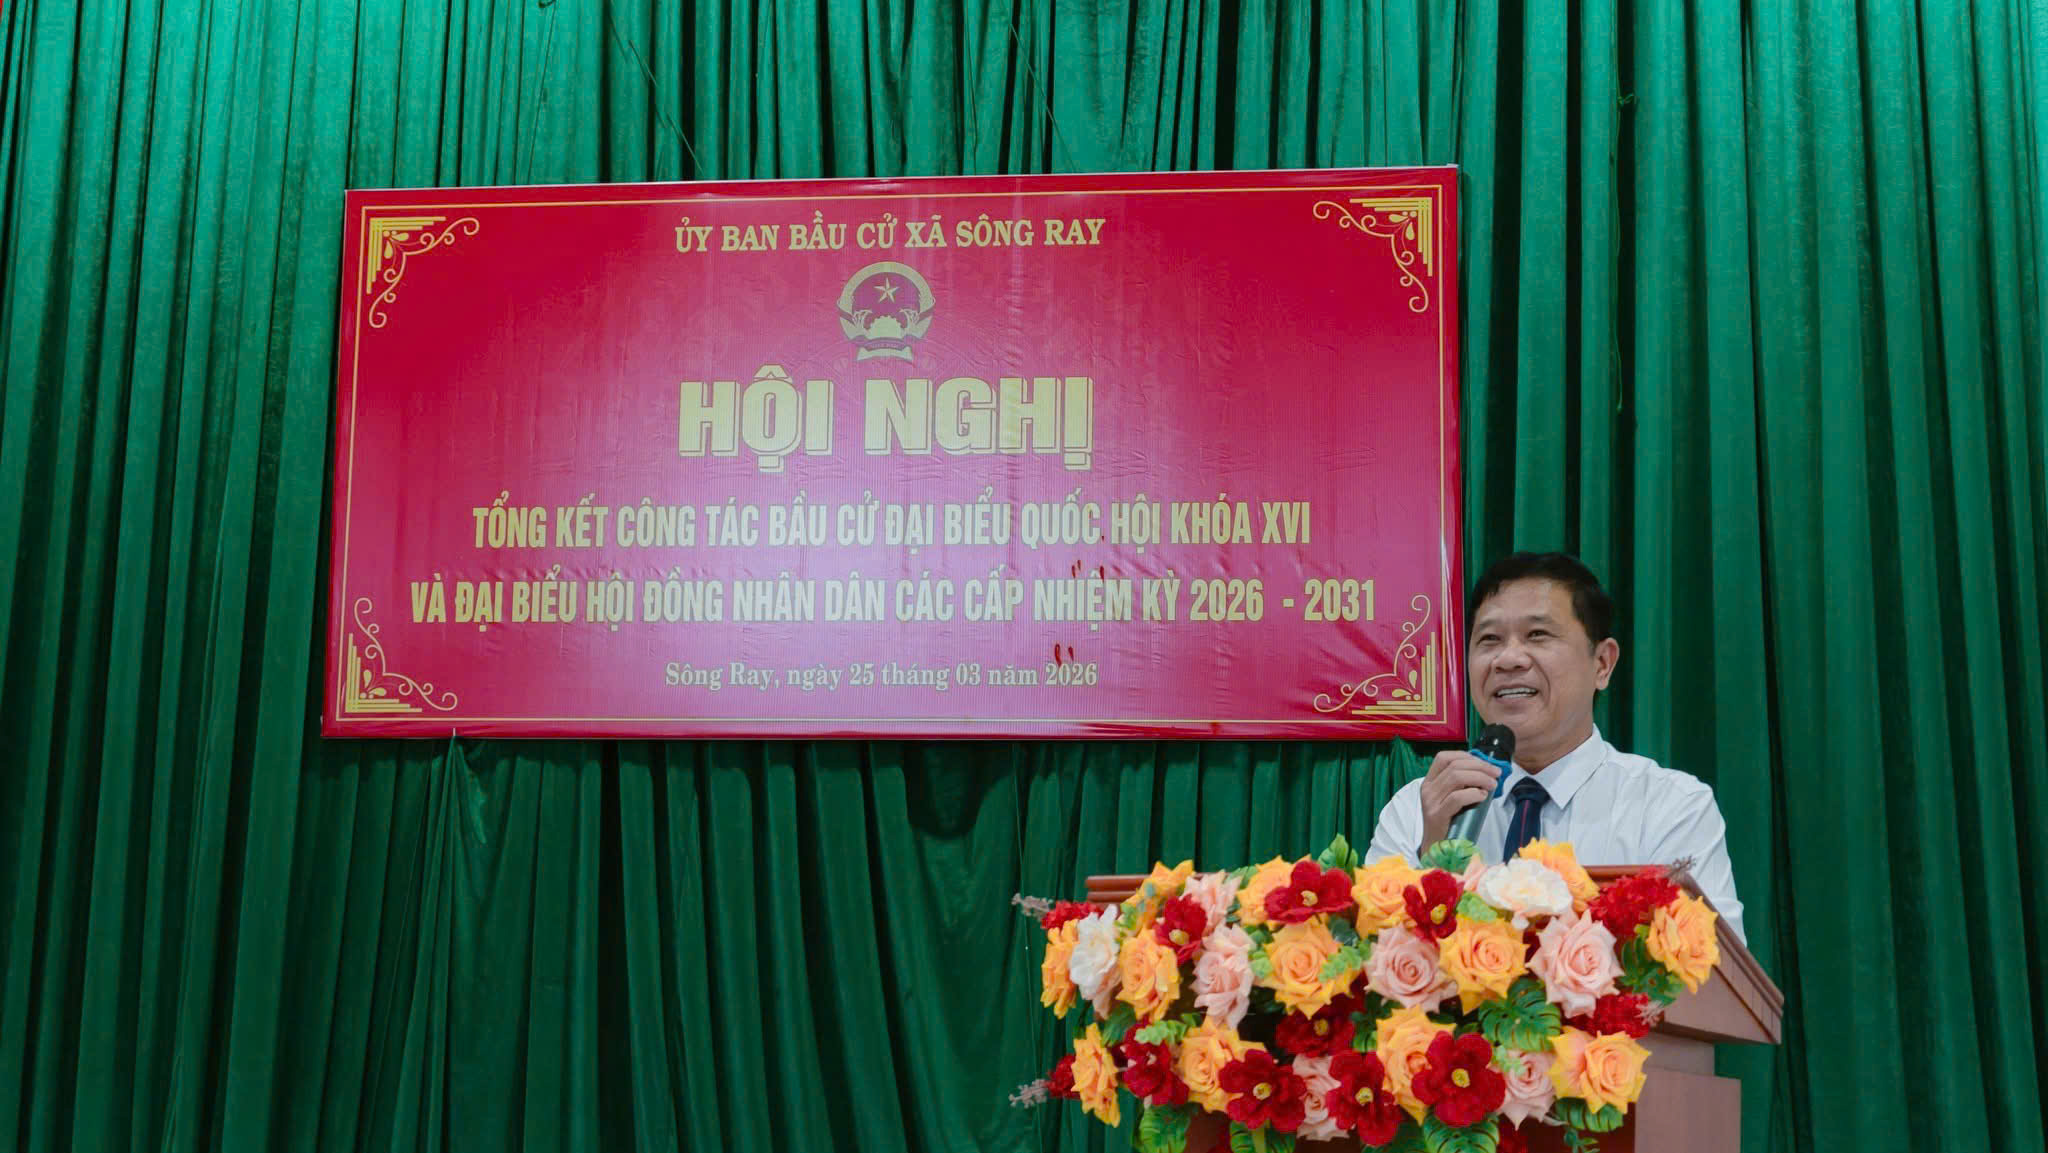 ỦY BAN BẦU CỬ XÃ SÔNG RAY
HỘI NGHỊ
TỔNG KẾT CÔNG TÁC BẦU CỬ ĐẠI BIỂU QUỐC HỘI KHÓA XVI
VÀ ĐẠI BIỂU HỘI ĐỒNG NHÂN DÂN CÁC CẤP NHIỆM KỲ 2026 - 2031
Sông Ray, ngày 25 tháng 03 năm 2026